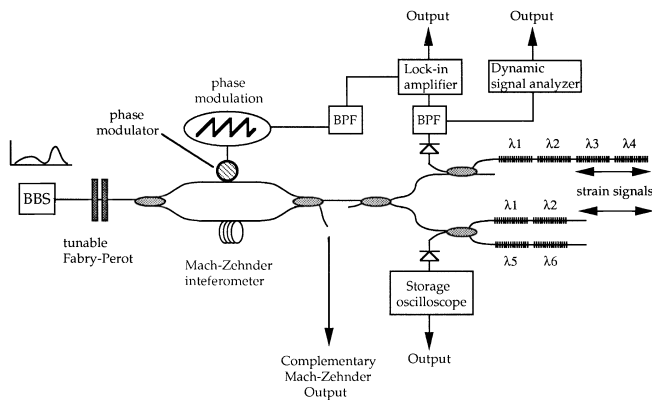 Output
Output
Lock-in
amplifier
Dynamic
signal analyzer
phase
modulation
BPF
BPF
phase
modulator
λ1
λ2
λ3
λ4
BBS
strain signals
tunable
Fabry-Perot
Mach-Zehnder
inteferometer
λ1
λ2
λ5
λ6
Storage
oscilloscope
Output
Complementary
Mach-Zehnder
Output